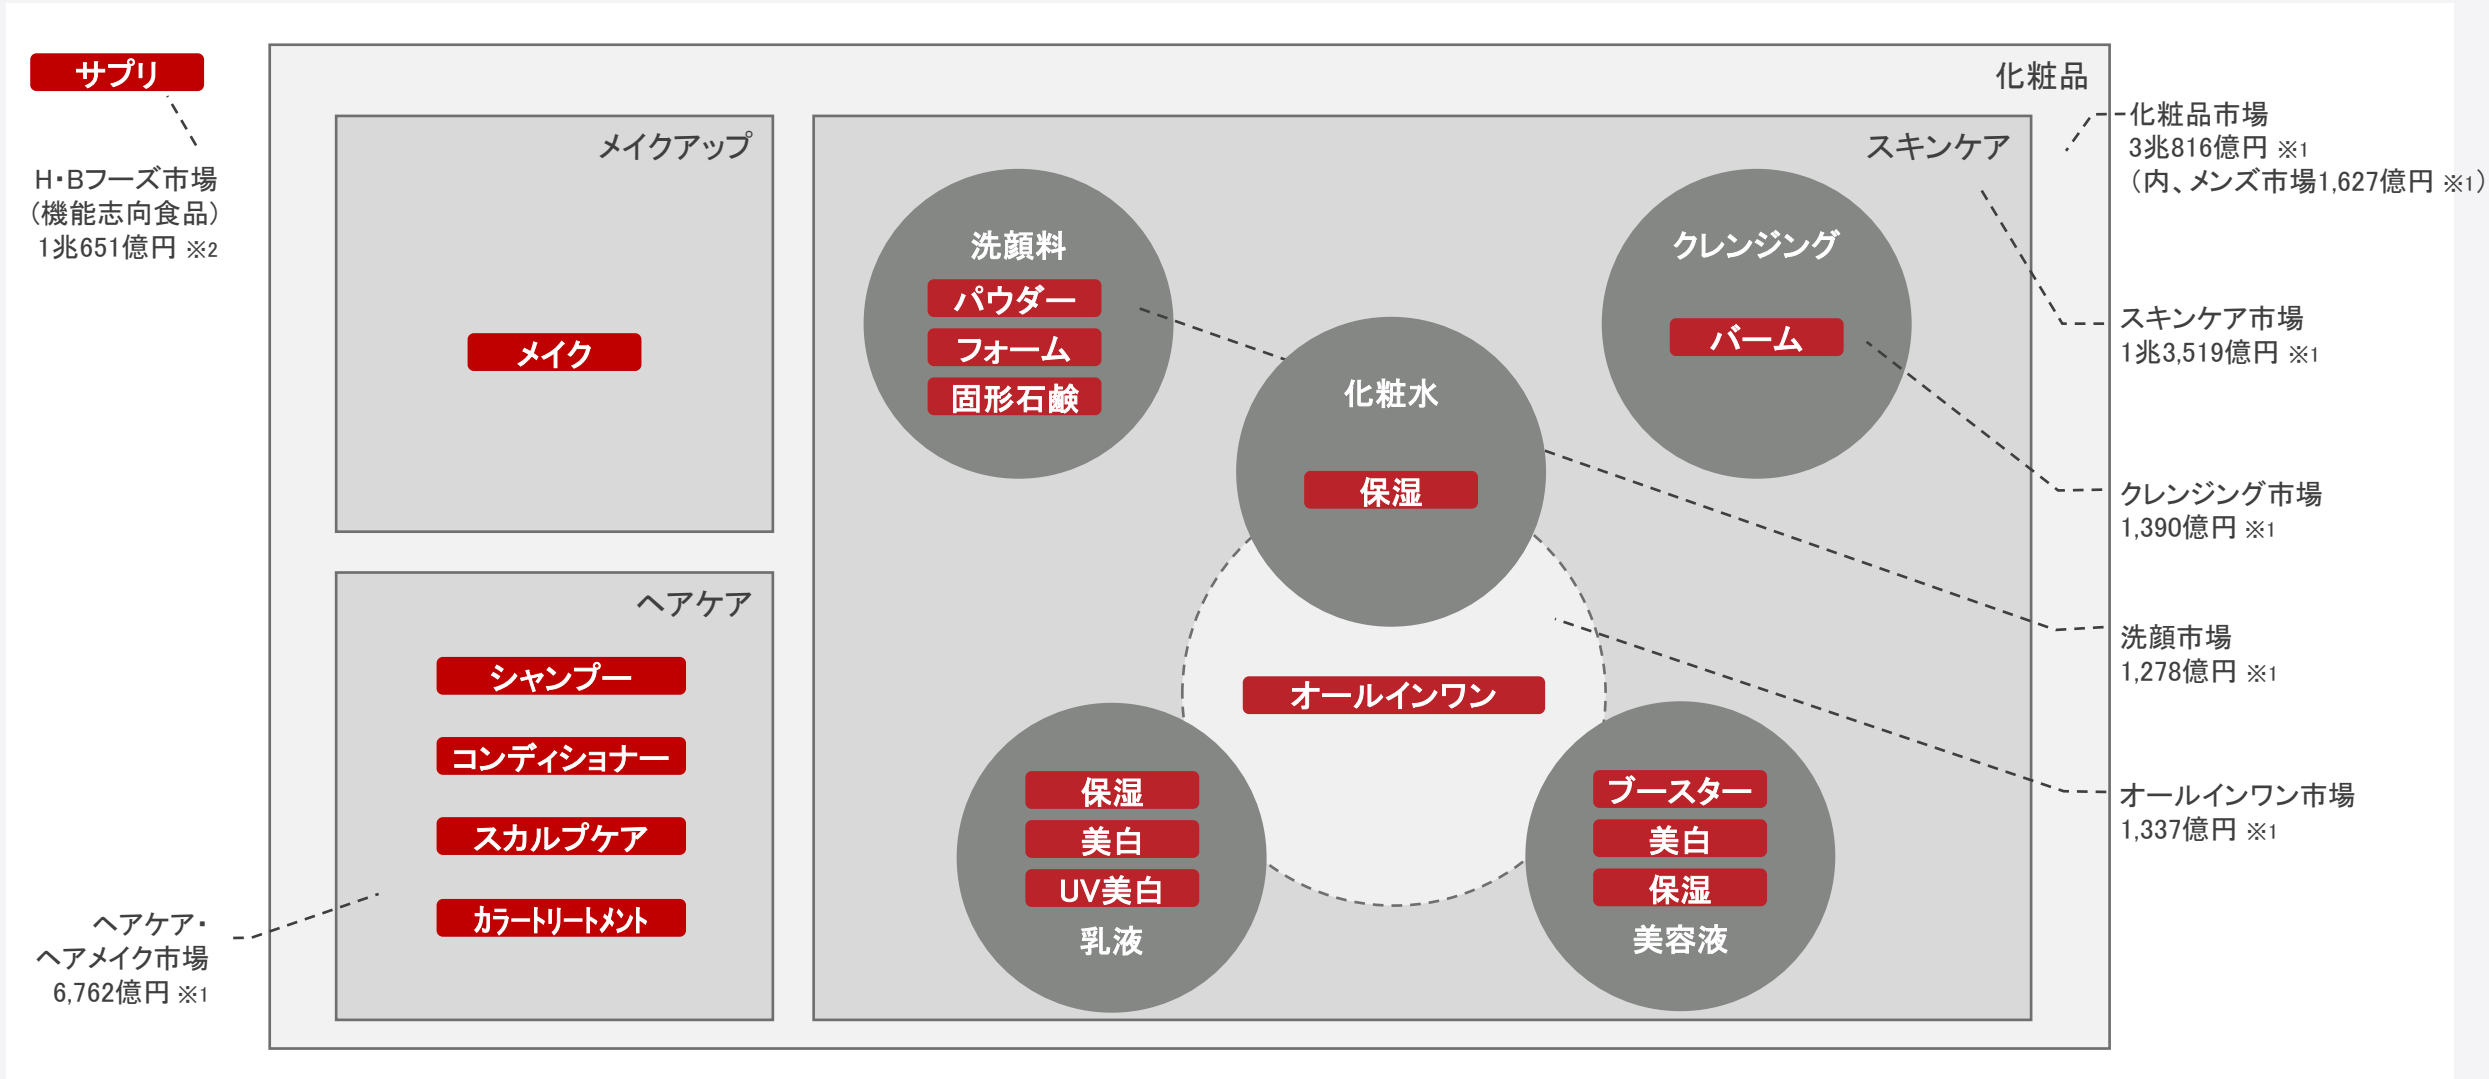 サプリ
H・Bフーズ市場
（機能志向食品）
1兆651億円 ※2
化粧品
メイクアップ
メイク
ヘアケア
シャンプー
コンディショナー
スカルプケア
カラートリートメント
ヘアケア・
ヘアメイク市場
6,762億円 ※1
スキンケア
洗顔料
パウダー
フォーム
固形石鹸
クレンジング
バーム
化粧水
保湿
オールインワン
保湿
美白
UV美白
乳液
ブースター
美白
保湿
美容液
化粧品市場
3兆816億円 ※1
（内、メンズ市場1,627億円 ※1）
スキンケア市場
1兆3,519億円 ※1
クレンジング市場
1,390億円 ※1
洗顔市場
1,278億円 ※1
オールインワン市場
1,337億円 ※1